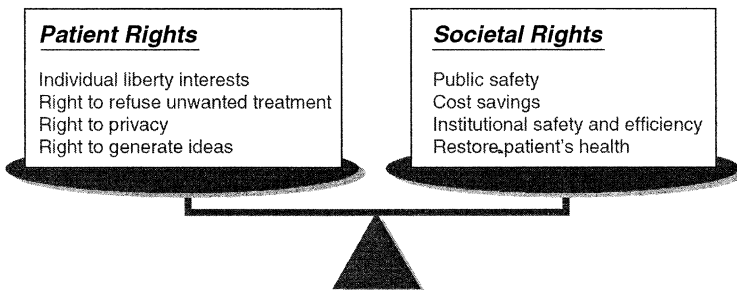 Patient Rights
Individual liberty interests
Right to refuse unwanted treatment
Right to privacy
Right to generate ideas
Societal Rights
Public safety
Cost savings
Institutional safety and efficiency
Restore patient's health